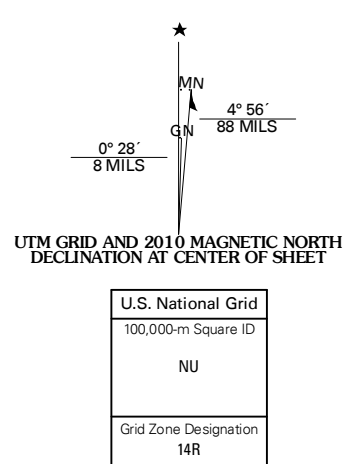 ★
MN
4° 56´
88 MILS
GN
0° 28´
8 MILS
UTM GRID AND 2010 MAGNETIC NORTH
DECLINATION AT CENTER OF SHEET
U.S. National Grid
100,000-m Square ID
NU
Grid Zone Designation
14R